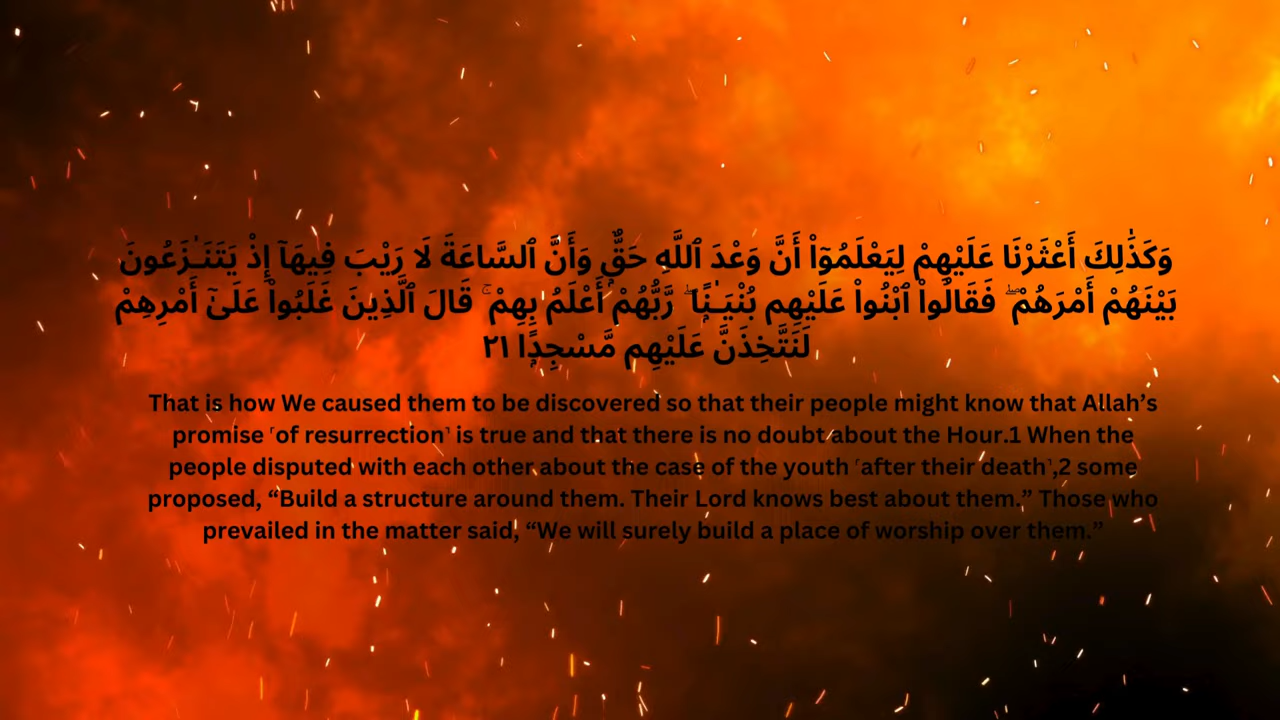 وَكَذَٰلِكَ أَعْثَرْنَا عَلَيْهِمْ لِيَعْلَمُوٓا۟ أَنَّ وَعْدَ ٱللَّهِ حَقٌّۭ وَأَنَّ ٱلسَّاعَةَ لَا رَيْبَ فِيهَآ إِذْ يَتَنَـٰزَعُونَ
بَيْنَهُمْ أَمْرَهُمْ ۖ فَقَالُوا۟ ٱبْنُوا۟ عَلَيْهِم بُنْيَـٰنًۭا ۖ رَّبُّهُمْ أَعْلَمُ بِهِمْ ۚ قَالَ ٱلَّذِينَ غَلَبُوا۟ عَلَىٰٓ أَمْرِهِمْ
لَنَتَّخِذَنَّ عَلَيْهِم مَّسْجِدًۭا ٢١
That is how We caused them to be discovered so that their people might know that Allah’s
promise ˹of resurrection˺ is true and that there is no doubt about the Hour.1 When the
people disputed with each other about the case of the youth ˹after their death˺,2 some
proposed, “Build a structure around them. Their Lord knows best about them.” Those who
prevailed in the matter said, “We will surely build a place of worship over them.”